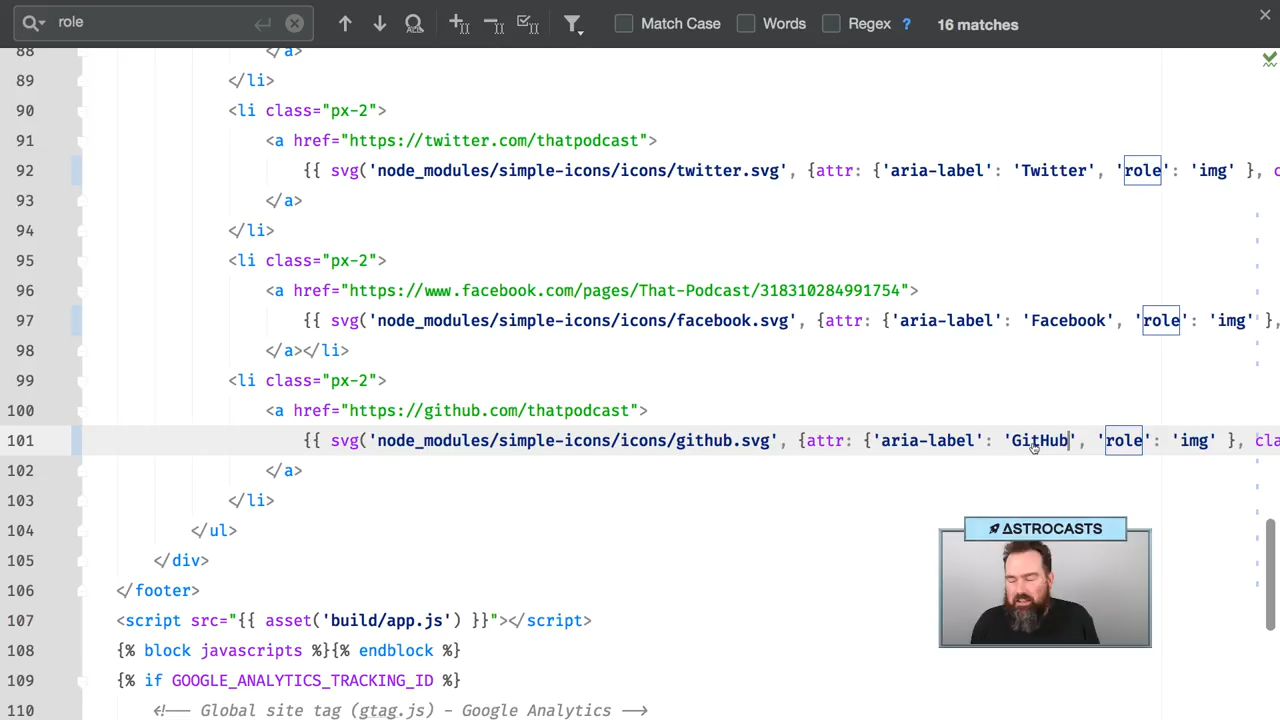 role
Match Case
Words
Regex
?
16 matches
88 </a>
89 </li>
90 <li class="px-2">
91 <a href="https://twitter.com/thatpodcast">
92 {{ svg('node_modules/simple-icons/icons/twitter.svg', {attr: {'aria-label': 'Twitter', 'role': 'img' }, c
93 </a>
94 </li>
95 <li class="px-2">
96 <a href="https://www.facebook.com/pages/That-Podcast/318310284991754">
97 {{ svg('node_modules/simple-icons/icons/facebook.svg', {attr: {'aria-label': 'Facebook', 'role': 'img' },
98 </a></li>
99 <li class="px-2">
100 <a href="https://github.com/thatpodcast">
101 {{ svg('node_modules/simple-icons/icons/github.svg', {attr: {'aria-label': 'GitHub', 'role': 'img' }, cla
102 </a>
103 </li>
104 </ul>
105 </div>
106 </footer>
107 <script src="{{ asset('build/app.js') }}"></script>
108 {% block javascripts %}{% endblock %}
109 {% if GOOGLE_ANALYTICS_TRACKING_ID %}
110 <!-- Global site tag (gtag.js) - Google Analytics -->
ASTROCASTS